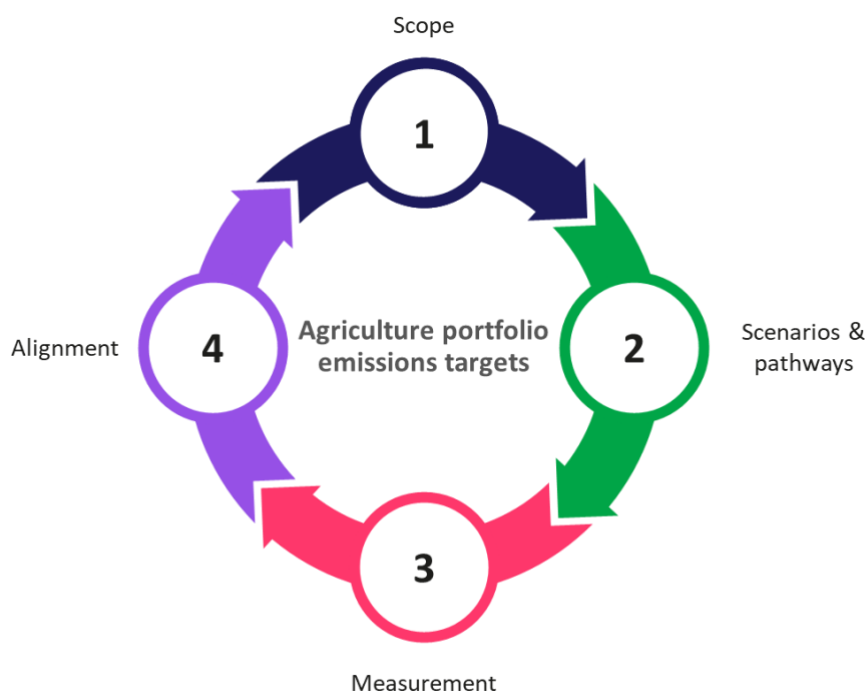 Scope
1
Agriculture portfolio
emissions targets
2
Scenarios &
pathways
3
Measurement
4
Alignment